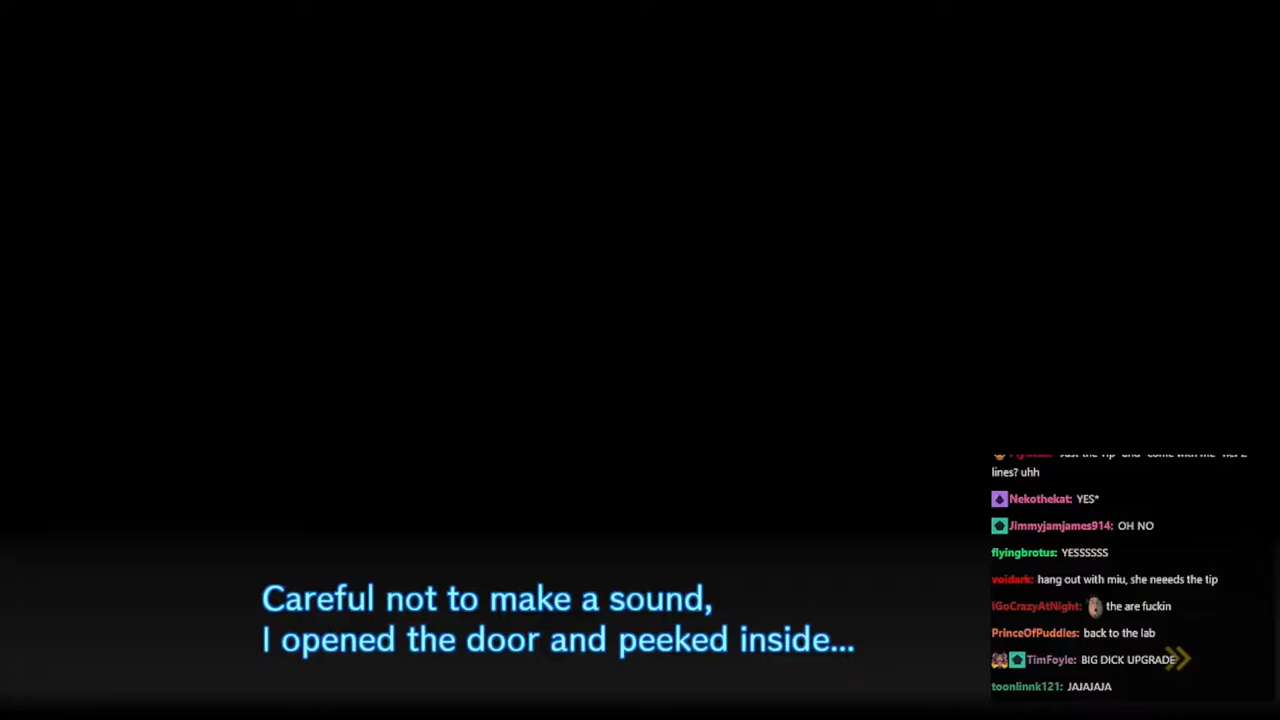 lines? uhh
Nekothekat: YES*
Jimmyjamjames914: OH NO
flyingbrotus: YESSSSSS
voidark: hang out with miu, she neeeds the tip
IGoCrazyAtNight: the are fuckin
PrinceOfPuddles: back to the lab
TimFoyle: BIG DICK UPGRADE
toonlinnk121: JAJAJAJA
Careful not to make a sound,
I opened the door and peeked inside...